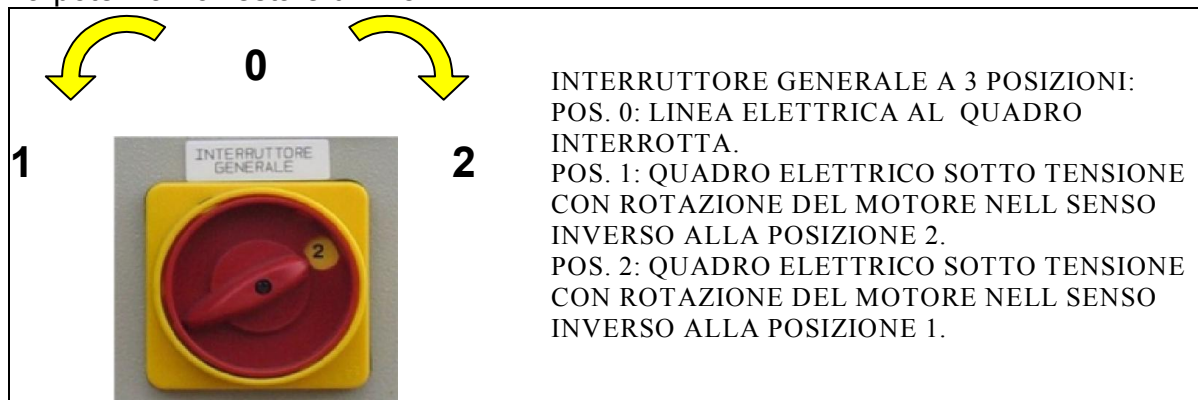 0
1
2
INTERRUTTORE
GENERALE
2
INTERRUTTORE GENERALE A 3 POSIZIONI:
POS. 0: LINEA ELETTRICA AL QUADRO
INTERROTTA.
POS. 1: QUADRO ELETTRICO SOTTO TENSIONE
CON ROTAZIONE DEL MOTORE NELL SENSO
INVERSO ALLA POSIZIONE 2.
POS. 2: QUADRO ELETTRICO SOTTO TENSIONE
CON ROTAZIONE DEL MOTORE NELL SENSO
INVERSO ALLA POSIZIONE 1.